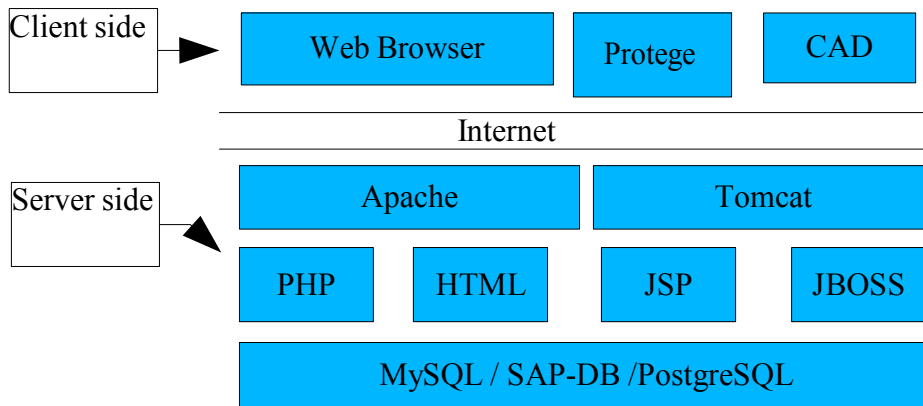 Client side
Web Browser
Protege
CAD
Internet
Server side
Apache
Tomcat
PHP
HTML
JSP
JBOSS
MySQL / SAP-DB /PostgreSQL